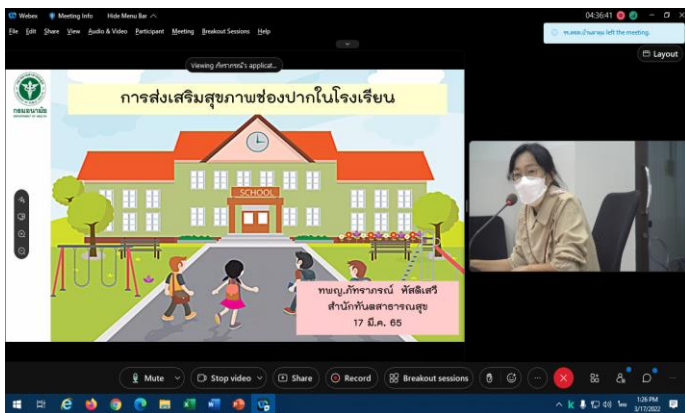 Webex
Meeting Info
Hide Menu Bar
04:36:41
File Edit Share View Audio & Video Participant Meeting Breakout Sessions Help
left the meeting.
Viewing ภัทราภรณ์'s applicat...
Layout
กรมอนามัย
DEPARTMENT OF HEALTH
การส่งเสริมสุขภาพช่องปากในโรงเรียน
SCHOOL
ทพญ.ภัทราภรณ์ หัสดิเสวี
สำนักทันตสาธารณสุข
17 มี.ค. 65
Mute
Stop video
Share
Record
Breakout sessions
1:26 PM
3/17/2022